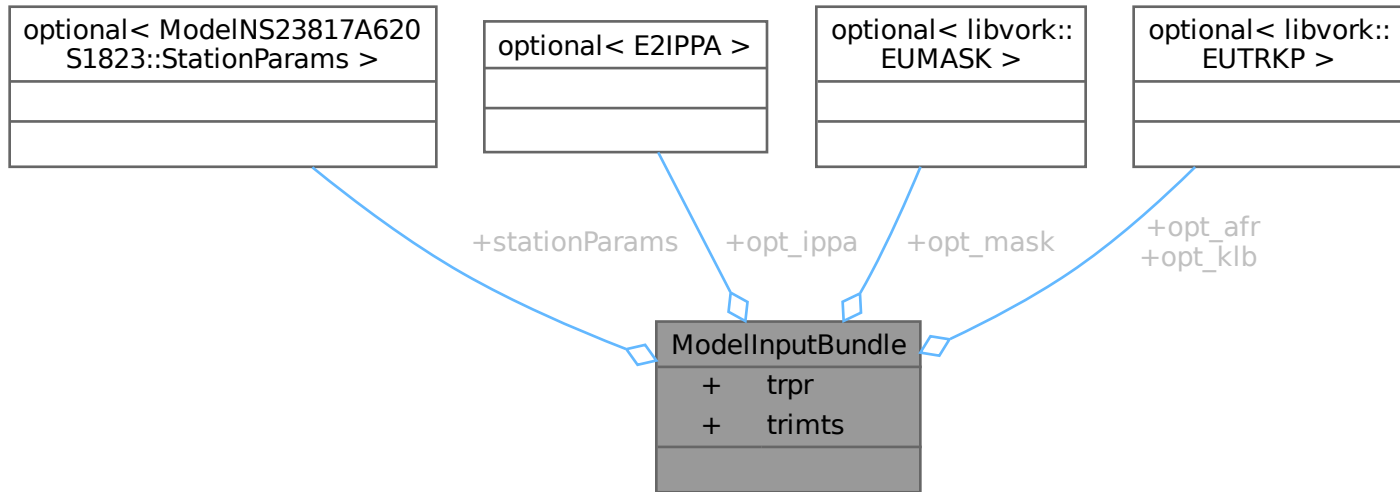 optional< ModelNS23817A620
S1823::StationParams >
optional< E2IPPA >
optional< libvork::
EUMASK >
optional< libvork::
EUTRKP >
+stationParams
+opt_ippa
+opt_mask
+opt_afr
+opt_klb
ModelInputBundle
+ trpr
+ trimts